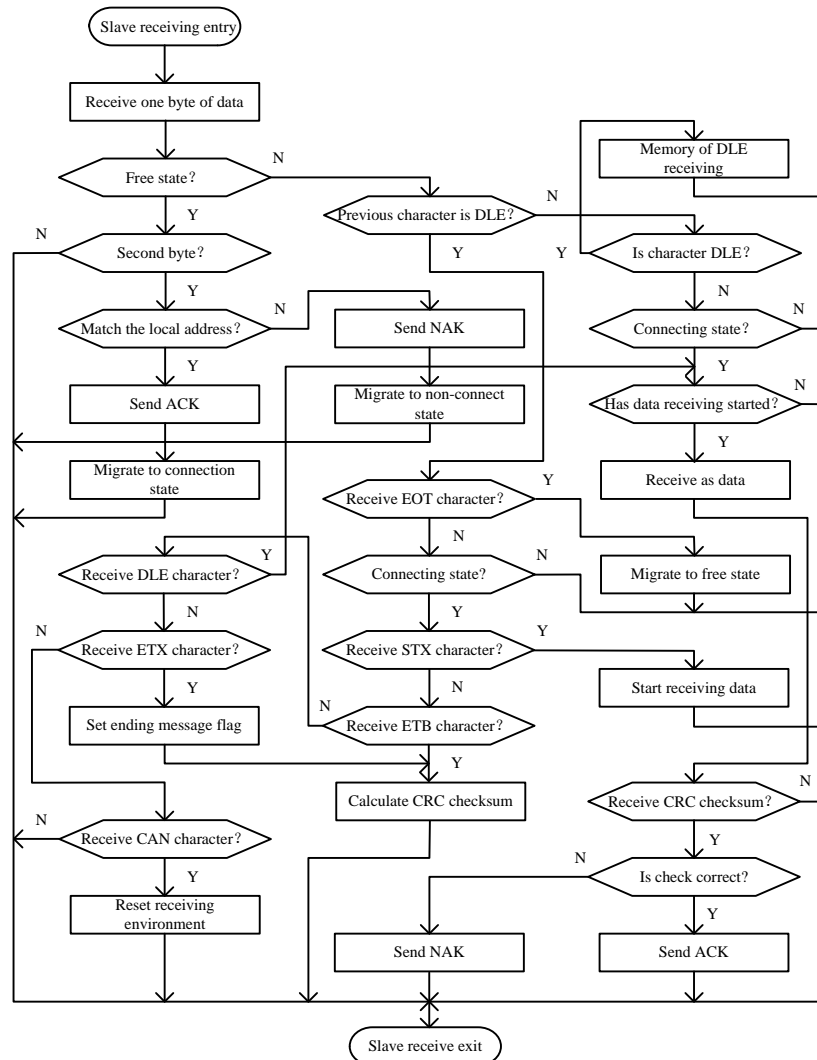 Slave receiving entry
Receive one byte of data
N
Memory of DLE
receiving
Free state?
N
Y
Previous character is DLE?
N
Second byte?
Y
Y
Is character DLE?
Y
N
N
Match the local address?
Send NAK
Connecting state?
N
Y
Y
Send ACK
Migrate to non-connect
state
Has data receiving started?
N
Y
Migrate to connection
state
Receive EOT character?
Y
Receive as data
N
Y
N
Receive DLE character?
Connecting state?
Migrate to free state
N
Y
Y
N
Receive ETX character?
Receive STX character?
Start receiving data
Y
N
N
Set ending message flag
Receive ETB character?
Y
N
Calculate CRC checksum
Receive CRC checksum?
N
Receive CAN character?
Y
N
Y
Is check correct?
Reset receiving
environment
Y
Send NAK
Send ACK
Slave receive exit